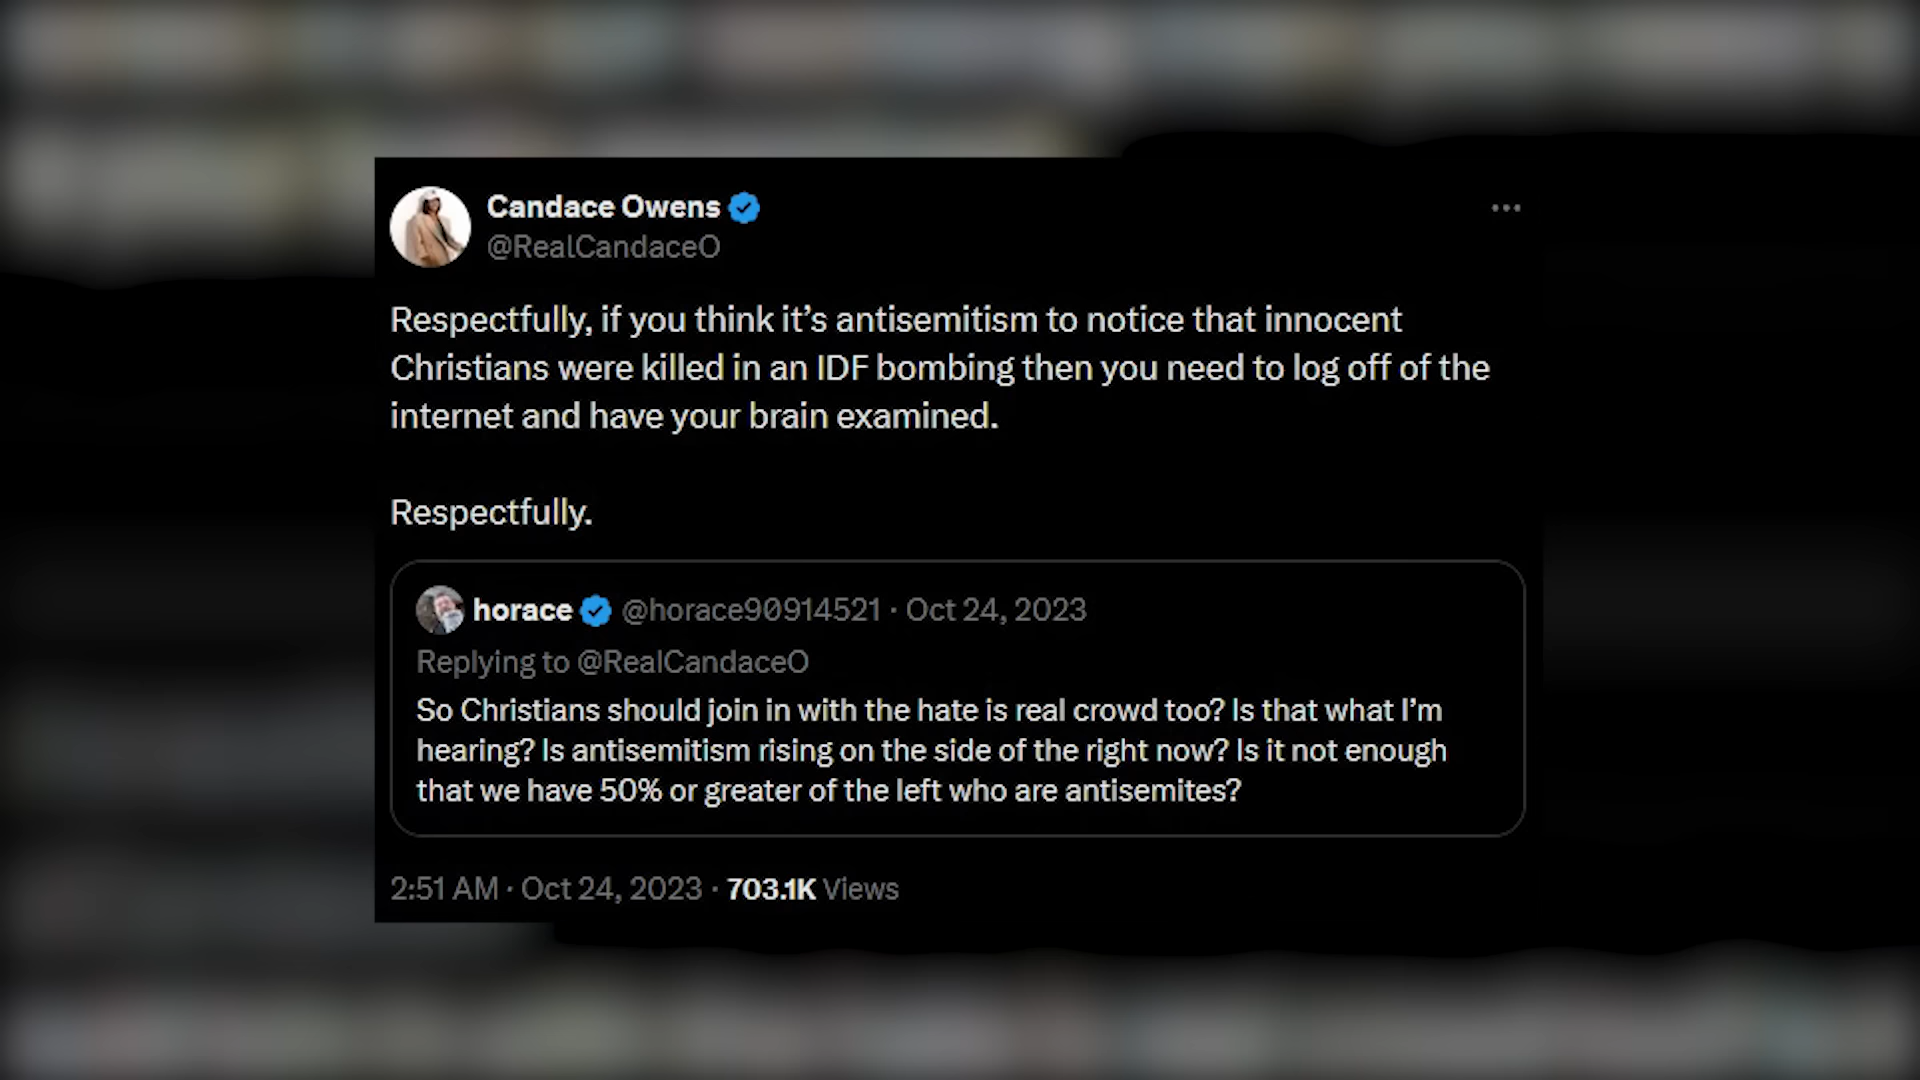 Candace Owens
@RealCandaceO
Respectfully, if you think it’s antisemitism to notice that innocent
Christians were killed in an IDF bombing then you need to log off of the
internet and have your brain examined.
Respectfully.
horace @horace90914521 · Oct 24, 2023
Replying to @RealCandaceO
So Christians should join in with the hate is real crowd too? Is that what I’m
hearing? Is antisemitism rising on the side of the right now? Is it not enough
that we have 50% or greater of the left who are antisemites?
2:51 AM · Oct 24, 2023 · 703.1K Views